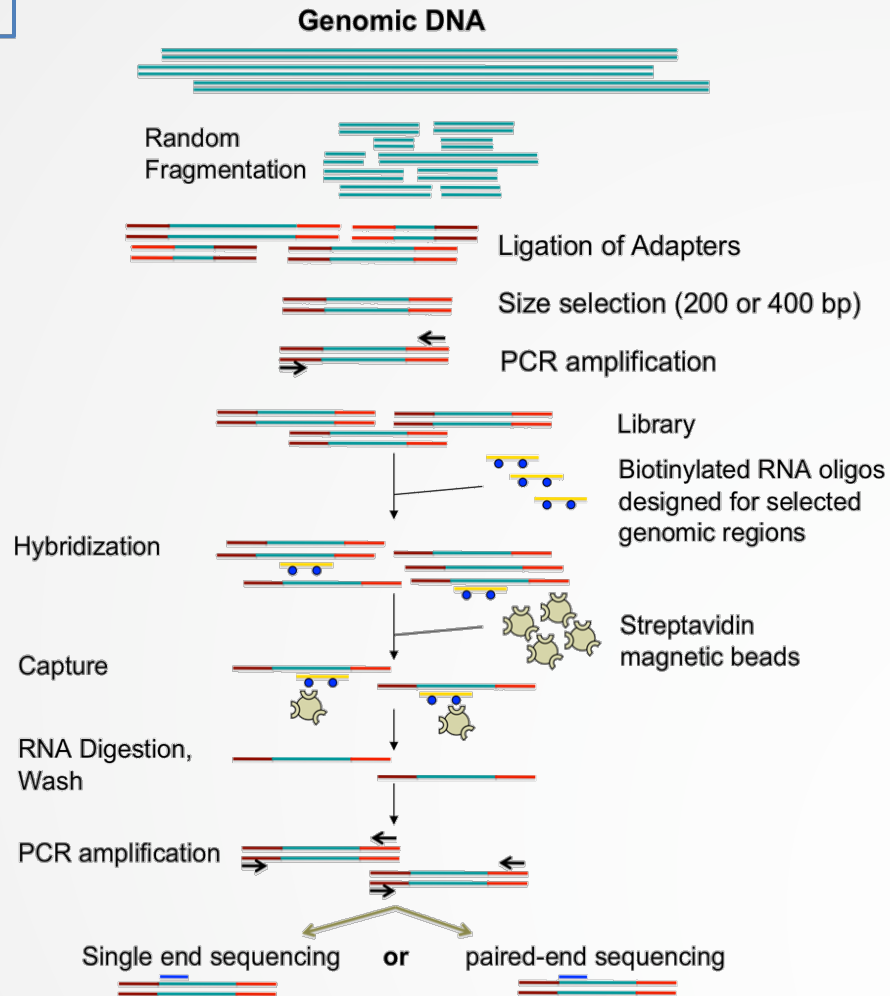 Genomic DNA
Random
Fragmentation
Ligation of Adapters
Size selection (200 or 400 bp)
PCR amplification
Library
Biotinylated RNA oligos
designed for selected
genomic regions
Hybridization
Streptavidin
magnetic beads
Capture
RNA Digestion,
Wash
PCR amplification
Single end sequencing or paired-end sequencing